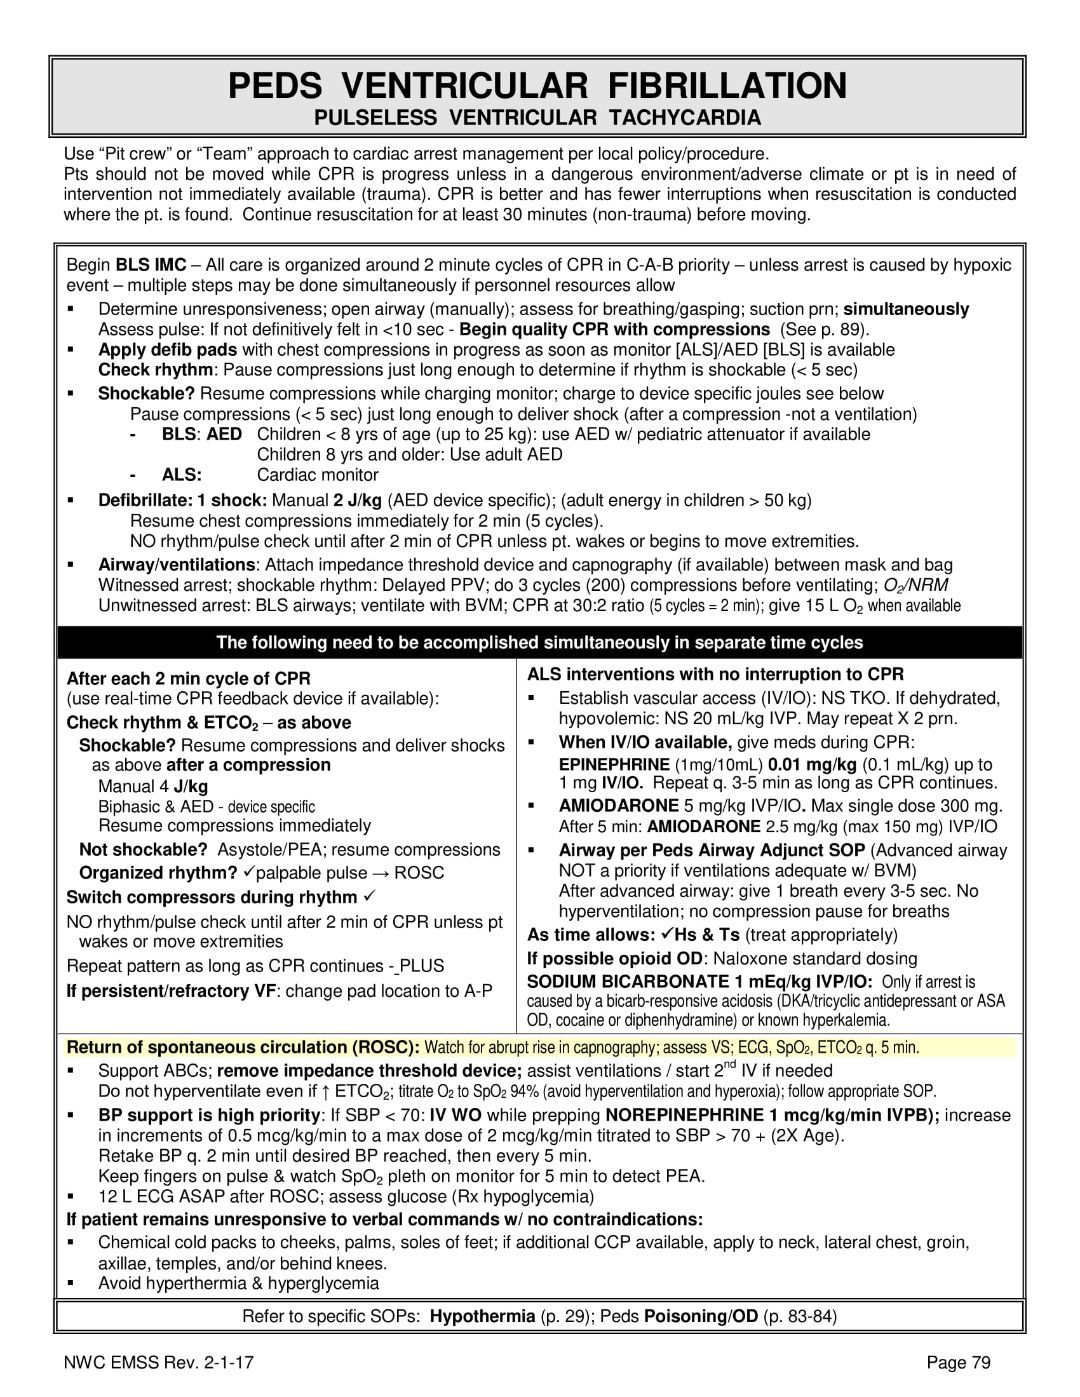 PEDS VENTRICULAR FIBRILLATION
PULSELESS VENTRICULAR TACHYCARDIA
Use “Pit crew” or “Team” approach to cardiac arrest management per local policy/procedure.
Pts should not be moved while CPR is progress unless in a dangerous environment/adverse climate or pt is in need of
intervention not immediately available (trauma). CPR is better and has fewer interruptions when resuscitation is conducted
where the pt. is found. Continue resuscitation for at least 30 minutes (non-trauma) before moving.
Begin BLS IMC – All care is organized around 2 minute cycles of CPR in C-A-B priority – unless arrest is caused by hypoxic
event – multiple steps may be done simultaneously if personnel resources allow
▪ Determine unresponsiveness; open airway (manually); assess for breathing/gasping; suction prn; simultaneously
Assess pulse: If not definitively felt in <10 sec - Begin quality CPR with compressions (See p. 89).
▪ Apply defib pads with chest compressions in progress as soon as monitor [ALS]/AED [BLS] is available
Check rhythm: Pause compressions just long enough to determine if rhythm is shockable (< 5 sec)
▪ Shockable? Resume compressions while charging monitor; charge to device specific joules see below
Pause compressions (< 5 sec) just long enough to deliver shock (after a compression -not a ventilation)
- BLS: AED Children < 8 yrs of age (up to 25 kg): use AED w/ pediatric attenuator if available
Children 8 yrs and older: Use adult AED
- ALS: Cardiac monitor
▪ Defibrillate: 1 shock: Manual 2 J/kg (AED device specific); (adult energy in children > 50 kg)
Resume chest compressions immediately for 2 min (5 cycles).
NO rhythm/pulse check until after 2 min of CPR unless pt. wakes or begins to move extremities.
▪ Airway/ventilations: Attach impedance threshold device and capnography (if available) between mask and bag
Witnessed arrest; shockable rhythm: Delayed PPV; do 3 cycles (200) compressions before ventilating; O₂/NRM
Unwitnessed arrest: BLS airways; ventilate with BVM; CPR at 30:2 ratio (5 cycles = 2 min); give 15 L O₂ when available
The following need to be accomplished simultaneously in separate time cycles
After each 2 min cycle of CPR
(use real-time CPR feedback device if available):
Check rhythm & ETCO₂ – as above
Shockable? Resume compressions and deliver shocks
as above after a compression
Manual 4 J/kg
Biphasic & AED - device specific
Resume compressions immediately
Not shockable? Asystole/PEA; resume compressions
Organized rhythm? ✓palpable pulse → ROSC
Switch compressors during rhythm ✓
NO rhythm/pulse check until after 2 min of CPR unless pt
wakes or move extremities
Repeat pattern as long as CPR continues - PLUS
If persistent/refractory VF: change pad location to A-P
ALS interventions with no interruption to CPR
▪ Establish vascular access (IV/IO): NS TKO. If dehydrated,
hypovolemic: NS 20 mL/kg IVP. May repeat X 2 prn.
▪ When IV/IO available, give meds during CPR:
EPINEPHRINE (1mg/10mL) 0.01 mg/kg (0.1 mL/kg) up to
1 mg IV/IO. Repeat q. 3-5 min as long as CPR continues.
▪ AMIODARONE 5 mg/kg IVP/IO. Max single dose 300 mg.
After 5 min: AMIODARONE 2.5 mg/kg (max 150 mg) IVP/IO
▪ Airway per Peds Airway Adjunct SOP (Advanced airway
NOT a priority if ventilations adequate w/ BVM)
After advanced airway: give 1 breath every 3-5 sec. No
hyperventilation; no compression pause for breaths
As time allows: ✓Hs & Ts (treat appropriately)
If possible opioid OD: Naloxone standard dosing
SODIUM BICARBONATE 1 mEq/kg IVP/IO: Only if arrest is
caused by a bicarb-responsive acidosis (DKA/tricyclic antidepressant or ASA
OD, cocaine or diphenhydramine) or known hyperkalemia.
Return of spontaneous circulation (ROSC): Watch for abrupt rise in capnography; assess VS; ECG, SpO₂, ETCO₂ q. 5 min.
▪ Support ABCs; remove impedance threshold device; assist ventilations / start 2nd IV if needed
Do not hyperventilate even if ↑ ETCO₂; titrate O₂ to SpO₂ 94% (avoid hyperventilation and hyperoxia); follow appropriate SOP.
▪ BP support is high priority: If SBP < 70: IV WO while prepping NOREPINEPHRINE 1 mcg/kg/min IVPB); increase
in increments of 0.5 mcg/kg/min to a max dose of 2 mcg/kg/min titrated to SBP > 70 + (2X Age).
Retake BP q. 2 min until desired BP reached, then every 5 min.
Keep fingers on pulse & watch SpO₂ pleth on monitor for 5 min to detect PEA.
▪ 12 L ECG ASAP after ROSC; assess glucose (Rx hypoglycemia)
If patient remains unresponsive to verbal commands w/ no contraindications:
▪ Chemical cold packs to cheeks, palms, soles of feet; if additional CCP available, apply to neck, lateral chest, groin,
axillae, temples, and/or behind knees.
▪ Avoid hyperthermia & hyperglycemia
Refer to specific SOPs: Hypothermia (p. 29); Peds Poisoning/OD (p. 83-84)
NWC EMSS Rev. 2-1-17
Page 79